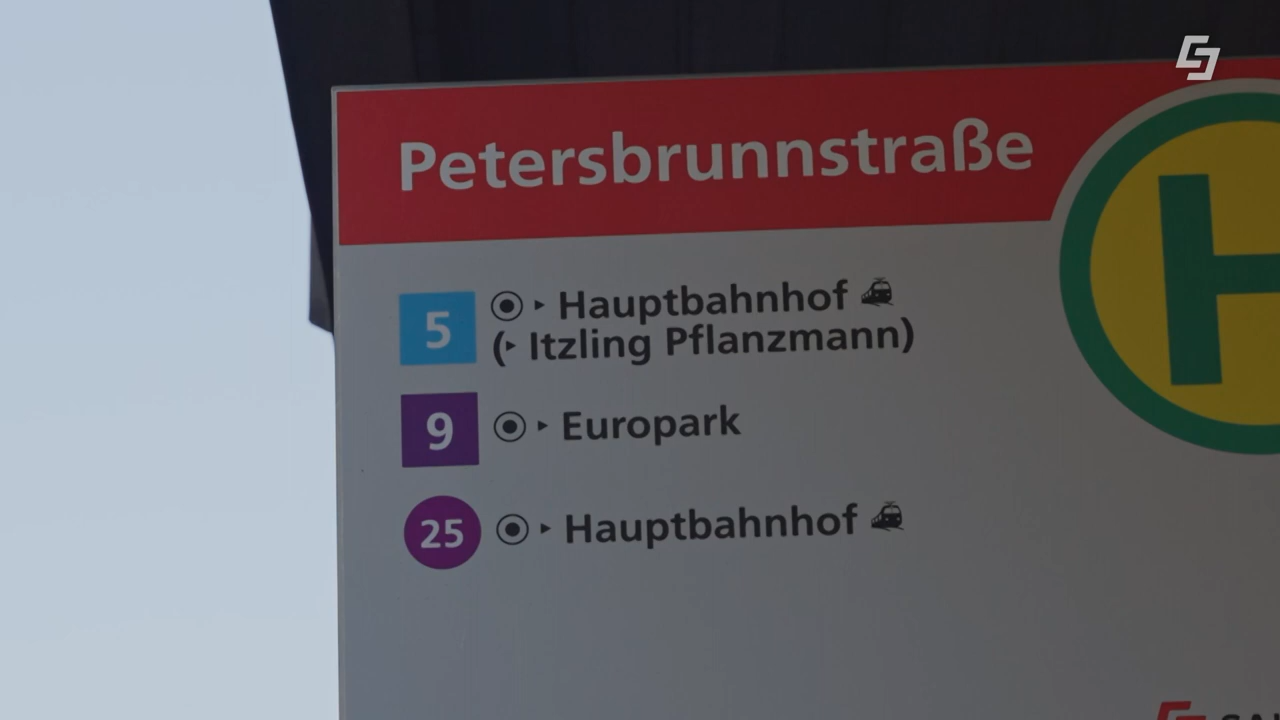 Petersbrunnstraße
H
5 ▸ Hauptbahnhof
(▸ Itzling Pflanzmann)
9 ▸ Europark
25 ▸ Hauptbahnhof